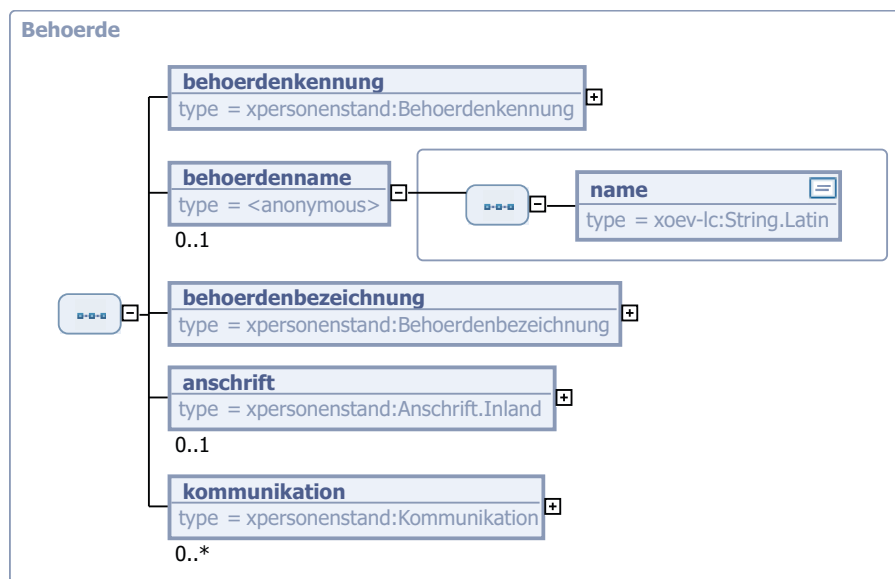 Behoerde
behoerdenkennung
type = xpersonenstand:Behoerdenkennung
behoerdenname
type = <anonymous>
0..1
name
type = xoev-lc:String.Latin
behoerdenbezeichnung
type = xpersonenstand:Behoerdenbezeichnung
anschrift
type = xpersonenstand:Anschrift.Inland
0..1
kommunikation
type = xpersonenstand:Kommunikation
0..*